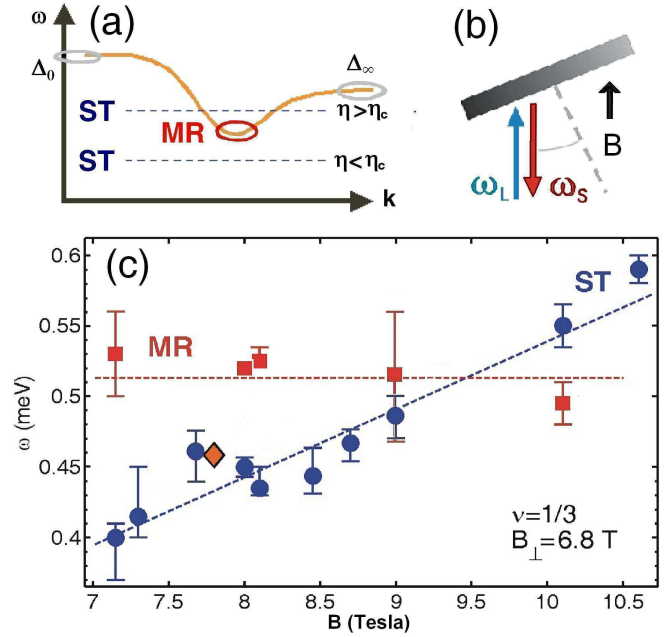 (a)
ω
Δ₀
Δ∞
ST
η>ηc
MR
ST
η<ηc
k
(b)
B
ωL
ωS
(c)
0.6
ST
0.55
MR
0.5
ω (meV)
0.45
0.4
ν=1/3
B⊥=6.8 T
7 7.5 8 8.5 9 9.5 10 10.5
B (Tesla)